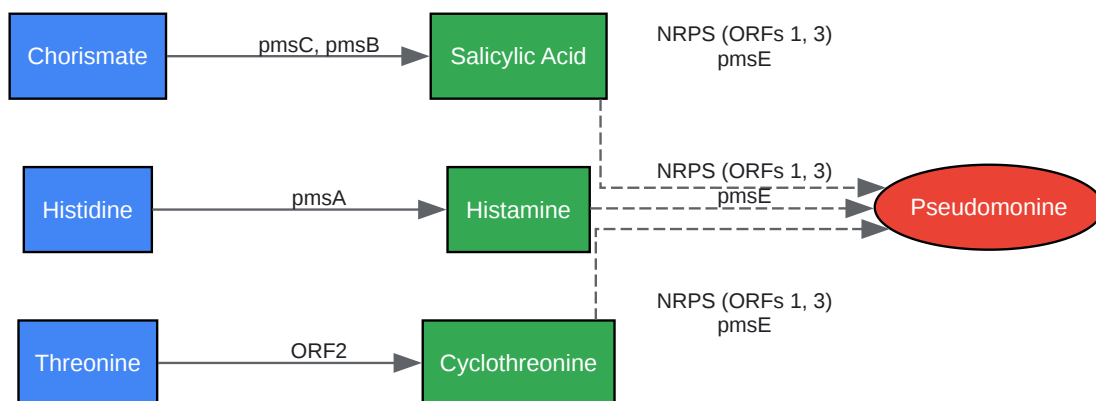 Chorismate
pmsC, pmsB
Salicylic Acid
NRPS (ORFs 1, 3)
pmsE
Histidine
pmsA
Histamine
NRPS (ORFs 1, 3)
pmsE
Pseudomonine
Threonine
ORF2
Cyclothreonine
NRPS (ORFs 1, 3)
pmsE